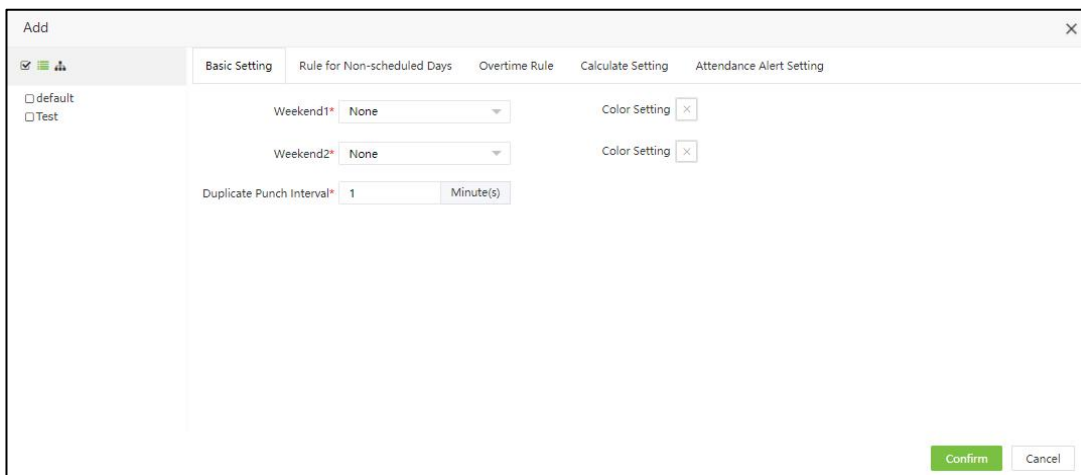 Add
Basic Setting Rule for Non-scheduled Days Overtime Rule Calculate Setting Attendance Alert Setting
default
Test
Weekend1* None Color Setting
Weekend2* None Color Setting
Duplicate Punch Interval* 1 Minute(s)
Confirm Cancel